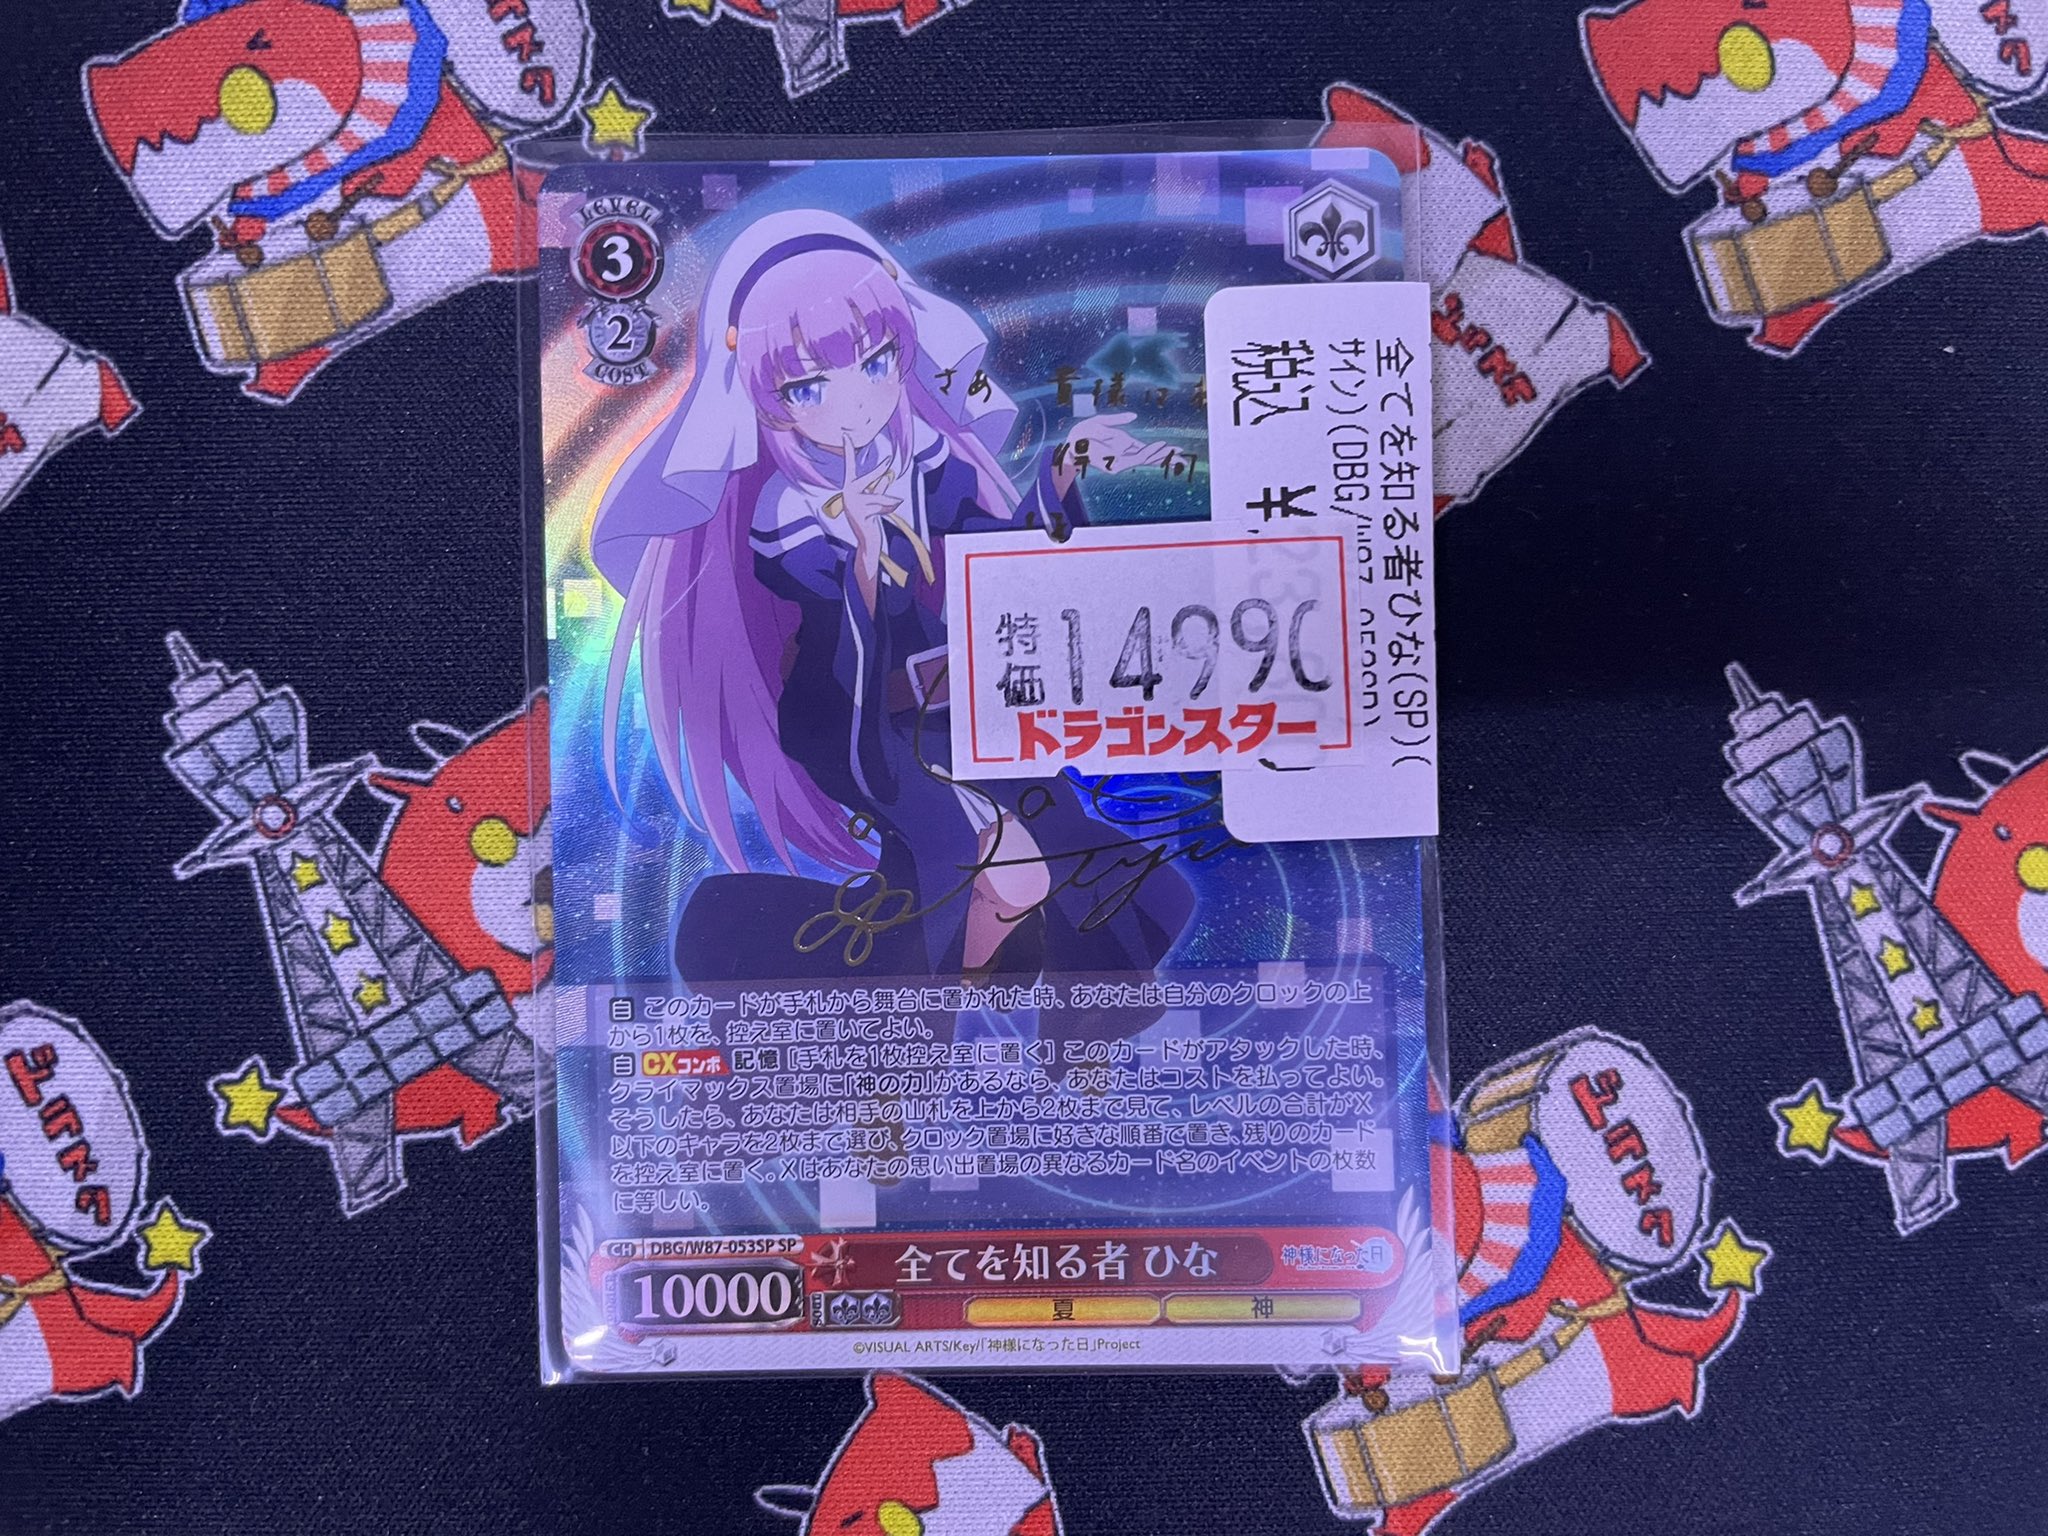 LEVEL
3
2
COST
さあ 貴様は
得て 何
全てを知る者ひな(SP)(
サイン)(DBG/W87-053SP)
税込 ¥23
特価
1499
ドラゴンスター
自 このカードが手札から舞台に置かれた時、あなたは自分のクロックの上
から1枚を、控え室に置いてよい。
自 CXコンボ 記憶 [手札を1枚控え室に置く] このカードがアタックした時、
クライマックス置場に「神の力」があるなら、あなたはコストを払ってよい。
そうしたら、あなたは相手の山札を上から2枚まで見て、レベルの合計がX
以下のキャラを2枚まで選び、クロック置場に好きな順番で置き、残りのカード
を控え室に置く。Xはあなたの思い出置場の異なるカード名のイベントの枚数
に等しい。
CH DBG/W87-053SP SP
全てを知る者 ひな
神様になった日
10000
SOUL
夏
神
©VISUAL ARTS/Key/「神様になった日」Project